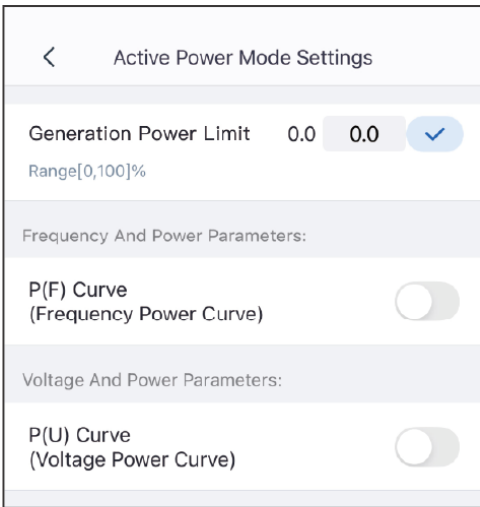 Active Power Mode Settings
Generation Power Limit 0.0 0.0
Range[0,100]%
Frequency And Power Parameters:
P(F) Curve
(Frequency Power Curve)
Voltage And Power Parameters:
P(U) Curve
(Voltage Power Curve)